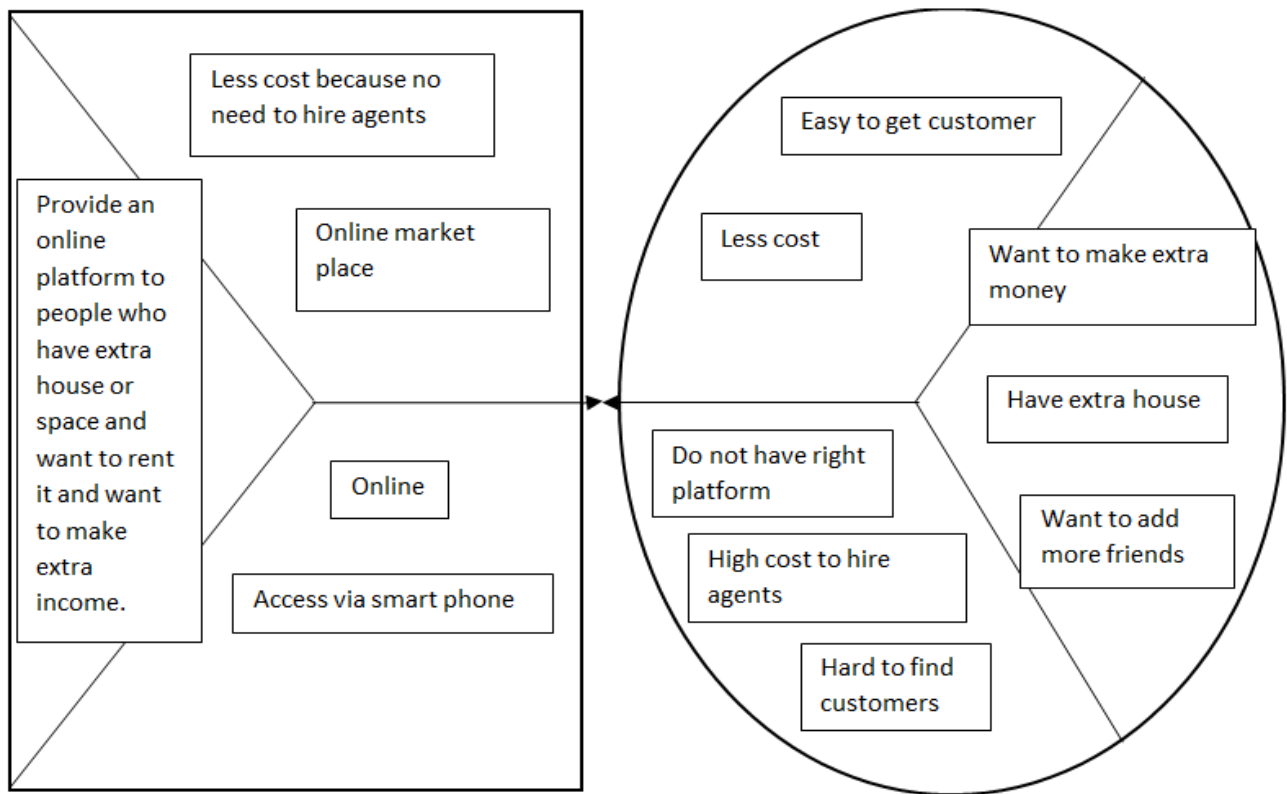 Less cost because no
need to hire agents
Provide an
online
platform to
people who
have extra
house or
space and
want to rent
it and want
to make
extra
income.
Online market
place
Online
Access via smart phone
Easy to get customer
Less cost
Want to make extra
money
Have extra house
Want to add
more friends
Do not have right
platform
High cost to hire
agents
Hard to find
customers